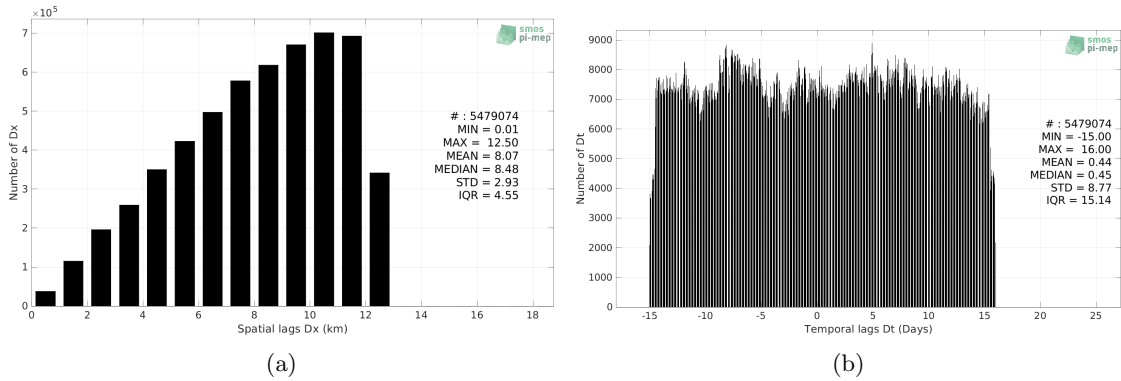 ×10⁵
smos
pi-mep
7
6
5
4
3
2
1
0
Number of Dx
# : 5479074
MIN = 0.01
MAX = 12.50
MEAN = 8.07
MEDIAN = 8.48
STD = 2.93
IQR = 4.55
0 2 4 6 8 10 12 14 16 18
Spatial lags Dx (km)
(a)
smos
pi-mep
9000
8000
7000
6000
5000
4000
3000
2000
1000
0
Number of Dt
# : 5479074
MIN = -15.00
MAX = 16.00
MEAN = 0.44
MEDIAN = 0.45
STD = 8.77
IQR = 15.14
-15 -10 -5 0 5 10 15 20 25
Temporal lags Dt (Days)
(b)